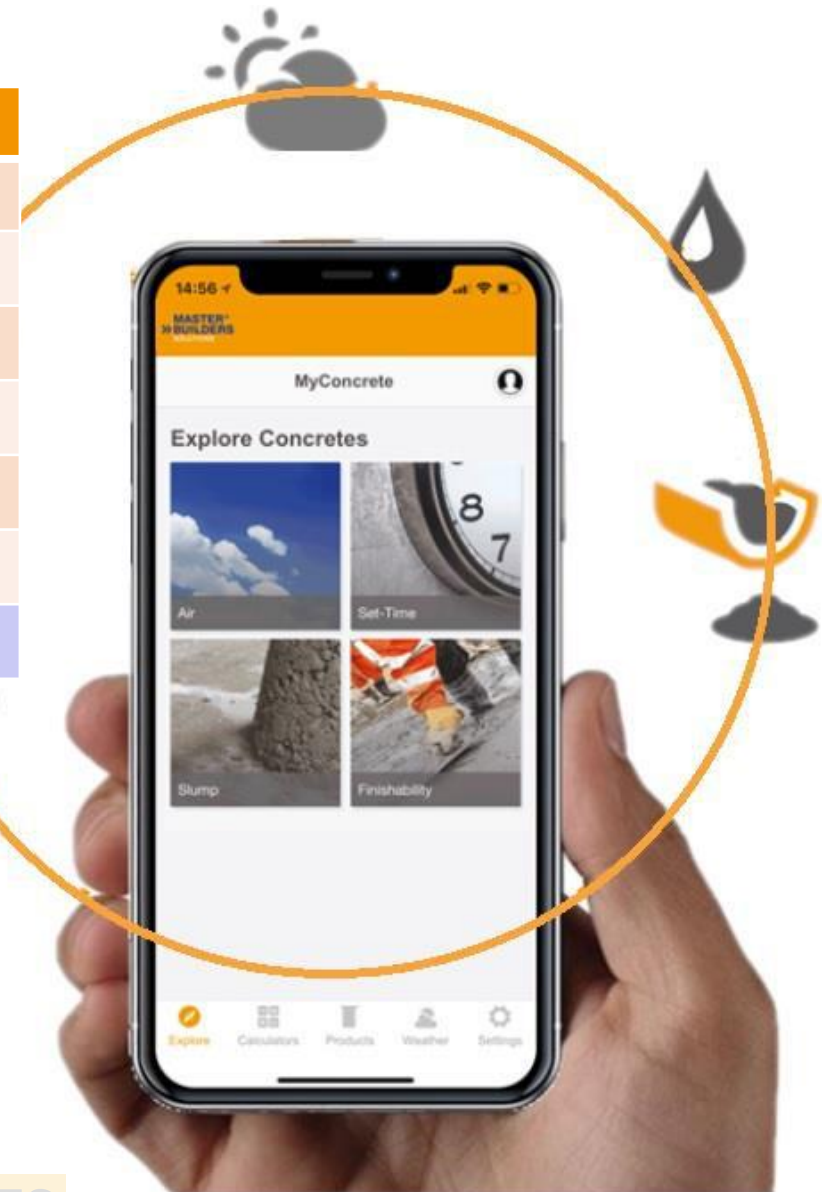 14:56
MASTER
BUILDERS
SOLUTIONS
MyConcrete
Explore Concretes
8
7
Air
Set-Time
Slump
Finishability
Explore
Calculators
Products
Weather
Settings